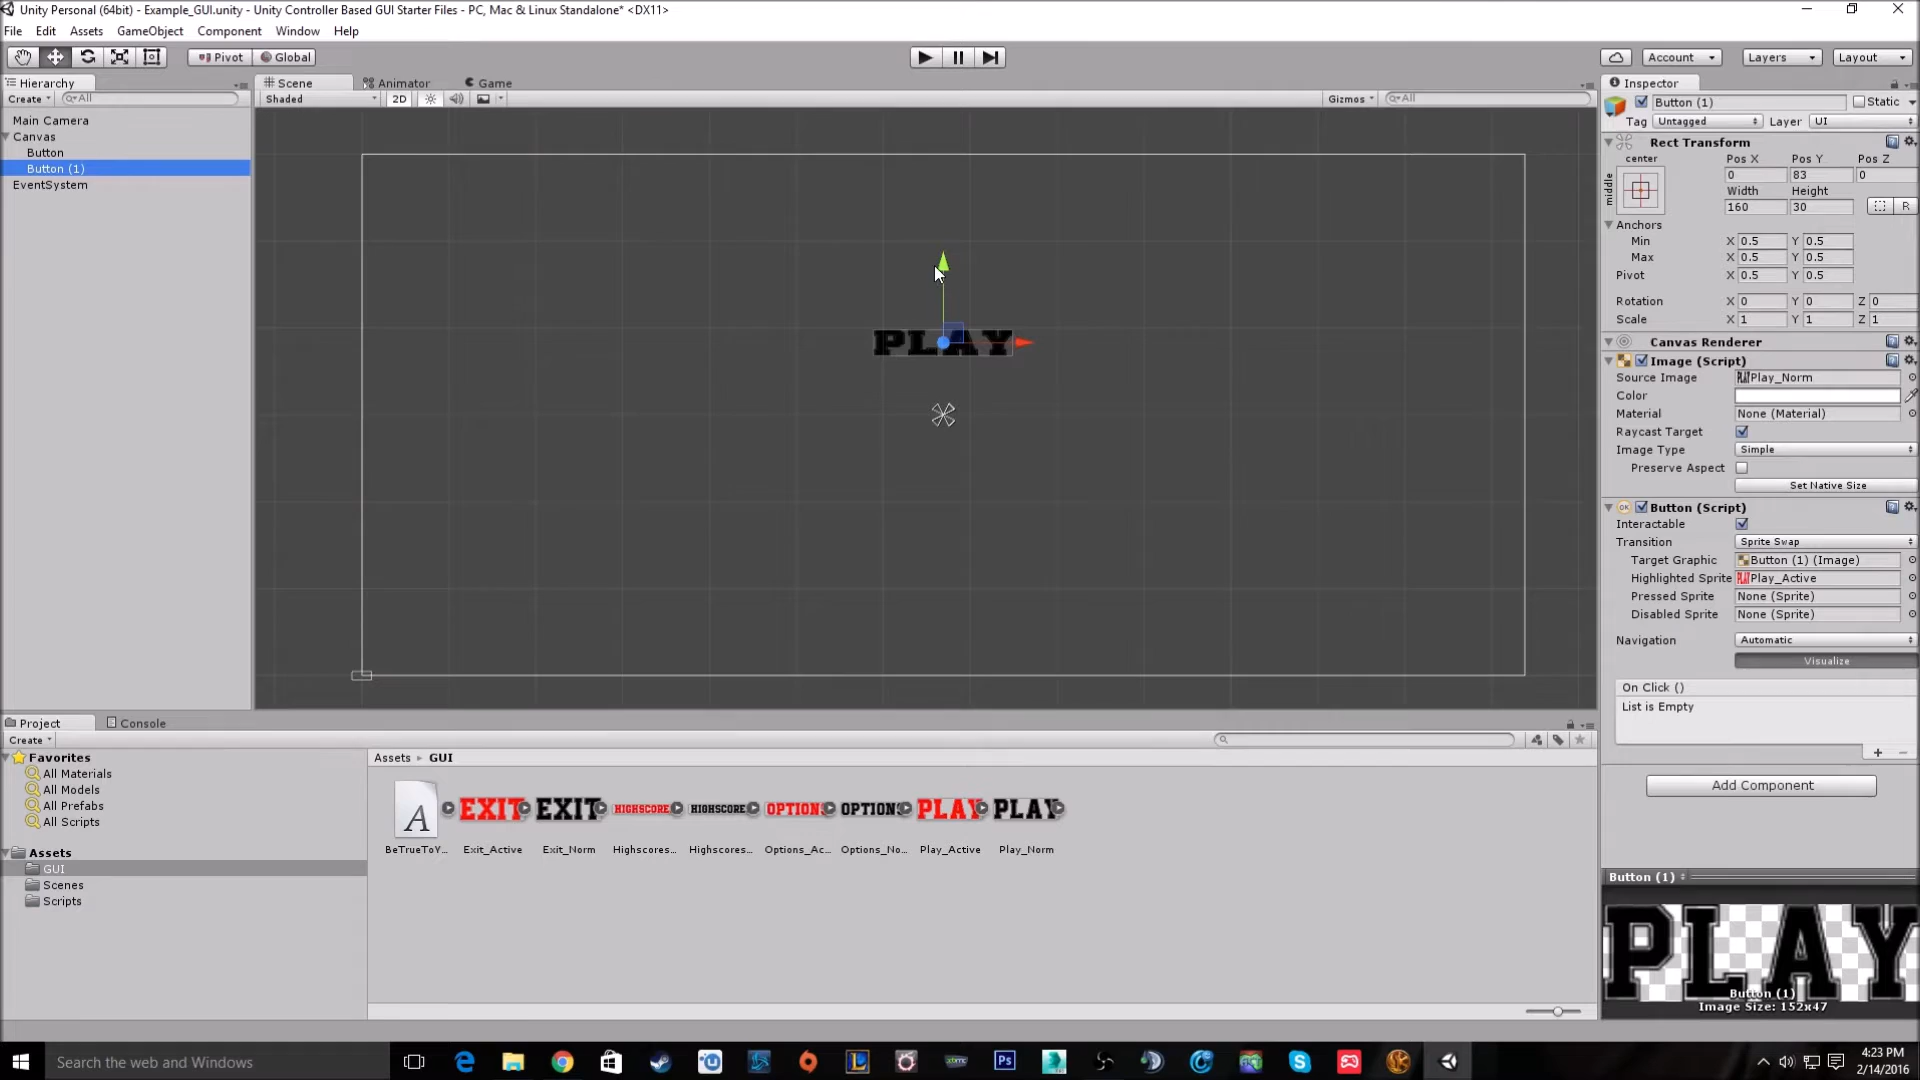 Unity Personal (64bit) - Example_GUI.unity - Unity Controller Based GUI Starter Files - PC, Mac & Linux Standalone* <DX11>
File Edit Assets GameObject Component Window Help
Pivot Global Account Layers Layout
Hierarchy Scene Animator Game Inspector
Create All Shaded 2D Gizmos All Button (1) Static
Tag Untagged Layer UI
Main Camera
Canvas
Button
Button (1)
EventSystem
PLAY
Rect Transform
center Pos X Pos Y Pos Z
middle 0 83 0
Width Height
160 30 R
Anchors
Min X 0.5 Y 0.5
Max X 0.5 Y 0.5
Pivot X 0.5 Y 0.5
Rotation X 0 Y 0 Z 0
Scale X 1 Y 1 Z 1
Canvas Renderer
Image (Script)
Source Image Play_Norm
Color
Material None (Material)
Raycast Target
Image Type Simple
Preserve Aspect
Set Native Size
Button (Script)
Interactable
Transition Sprite Swap
Target Graphic Button (1) (Image)
Highlighted Sprite Play_Active
Pressed Sprite None (Sprite)
Disabled Sprite None (Sprite)
Navigation Automatic
Visualize
On Click ()
List is Empty
Add Component
Project Console
Create
Favorites
All Materials
All Models
All Prefabs
All Scripts
Assets
GUI
Scenes
Scripts
Assets GUI
A EXIT EXIT HIGHSCORE HIGHSCORE OPTION OPTION PLAY PLAY
BeTrueToY... Exit_Active Exit_Norm Highscores... Highscores... Options_Ac... Options_No... Play_Active Play_Norm
Button (1)
PLAY
Button (1)
Image Size: 152x47
Search the web and Windows
Ps
4:23 PM
2/14/2016